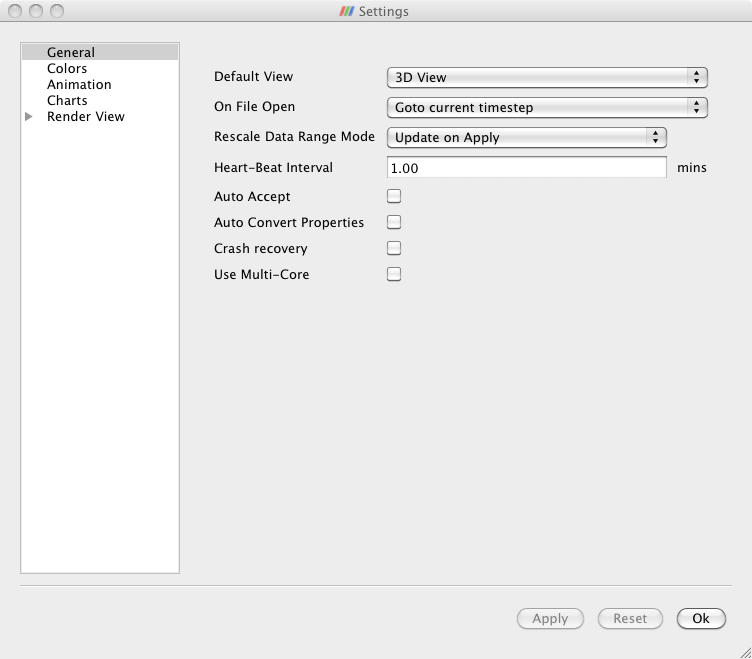 Settings
General
Colors
Animation
Charts
Render View
Default View 3D View
On File Open Goto current timestep
Rescale Data Range Mode Update on Apply
Heart-Beat Interval 1.00 mins
Auto Accept
Auto Convert Properties
Crash recovery
Use Multi-Core
Apply Reset Ok